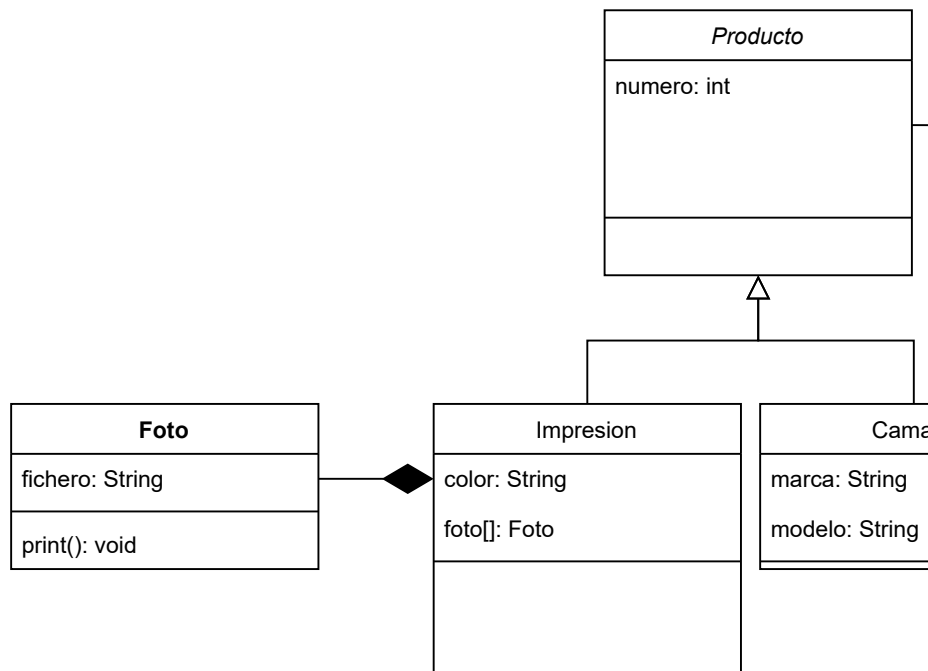 Producto
numero: int
Foto
fichero: String
print(): void
Impresion
color: String
foto[]: Foto
marca: String
modelo: String